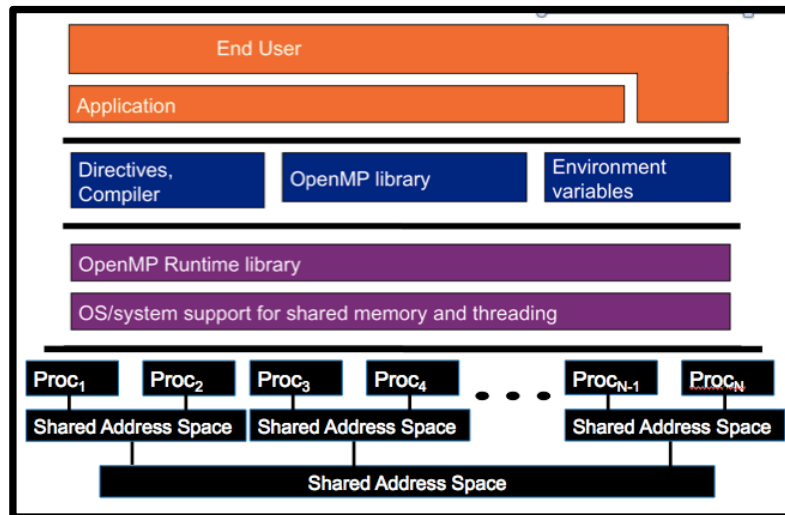 End User
Application
Directives,
Compiler
OpenMP library
Environment
variables
OpenMP Runtime library
OS/system support for shared memory and threading
Proc1 Proc2 Proc3 Proc4 ● ● ● ProcN-1 ProcN
Shared Address Space Shared Address Space Shared Address Space
Shared Address Space